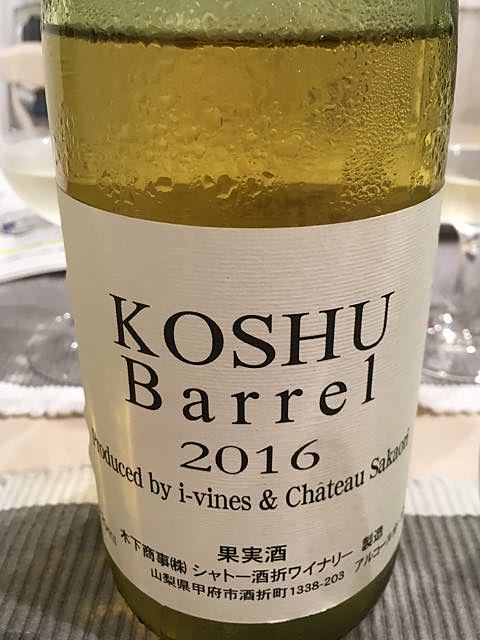 KOSHU
Barrel
2016
Produced by i-vines & Château Sakaori
果実酒
木下商事㈱ シャトー酒折ワイナリー 製造
山梨県甲府市酒折町1338-203